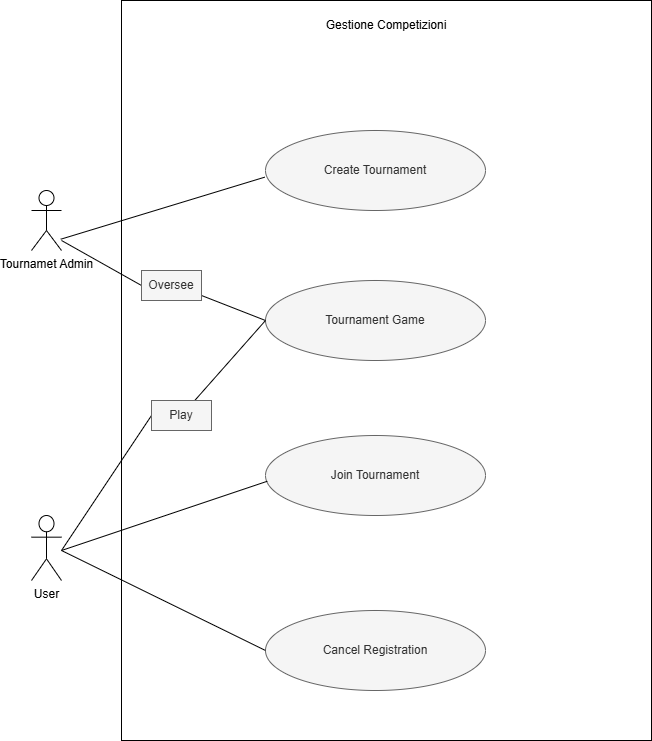 Gestione Competizioni
Create Tournament
Tournamet Admin
Oversee
Tournament Game
Play
Join Tournament
User
Cancel Registration